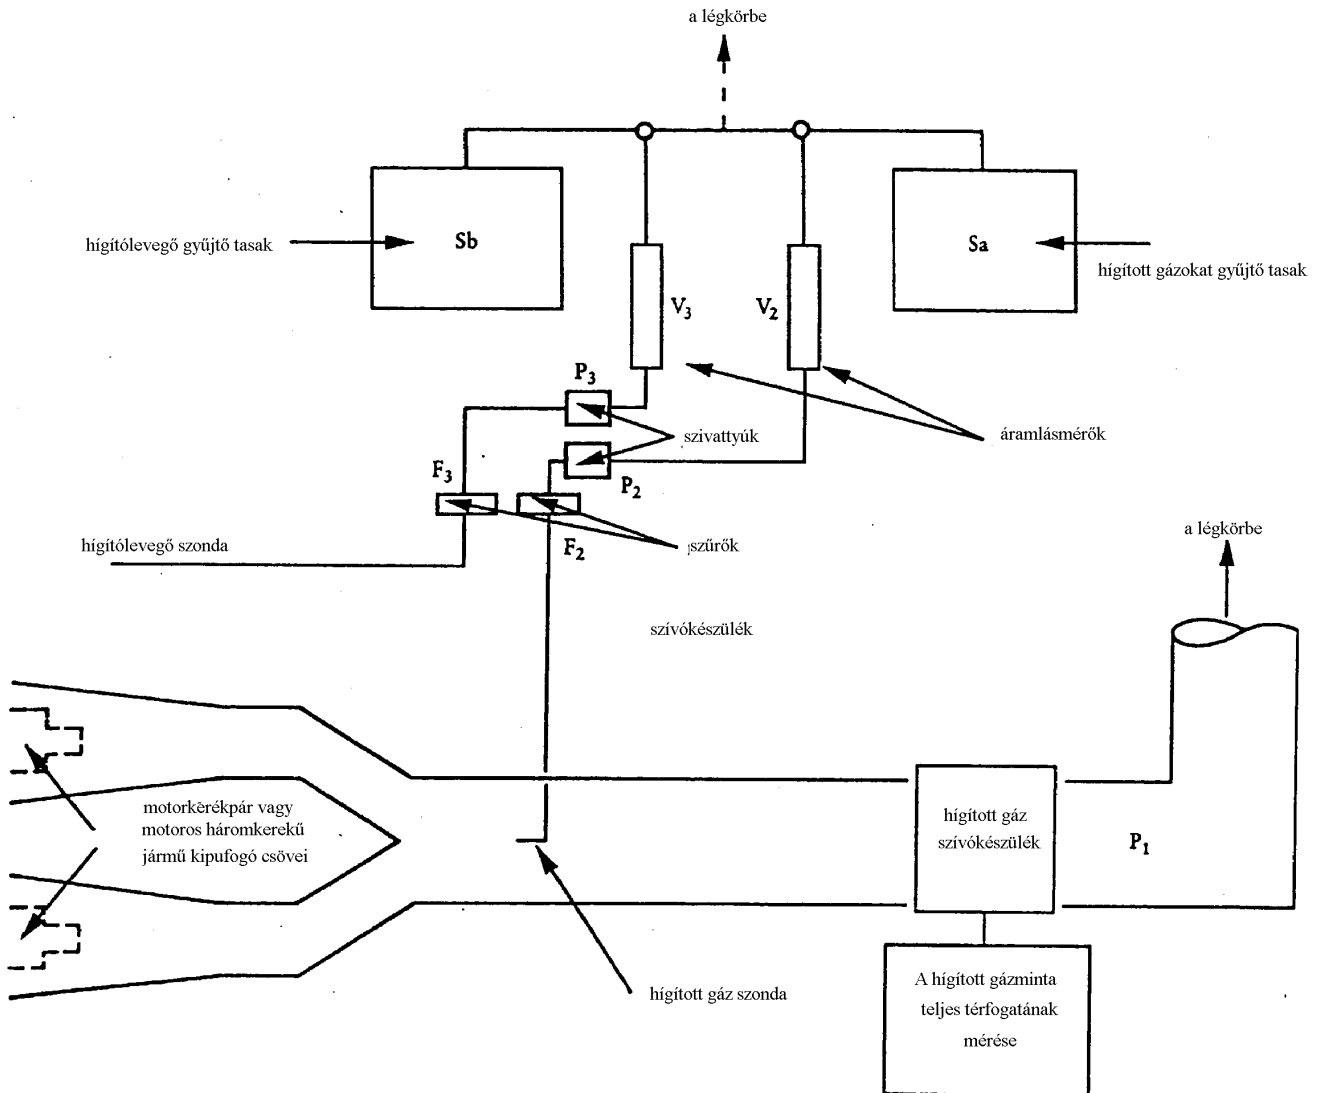 a légkörbe
Sb
Sa
hígítólevegő gyűjtő tasak
hígított gázokat gyűjtő tasak
V3
V2
P3
szivattyúk
áramlásmérők
F3
P2
hígítólevegő szonda
F2
szűrők
a légkörbe
szívókészülék
motorkerékpár vagy
motoros háromkerekű
jármű kipufogó csövei
hígított gáz
szívókészülék
P1
hígított gáz szonda
A hígított gázminta
teljes térfogatának
mérése